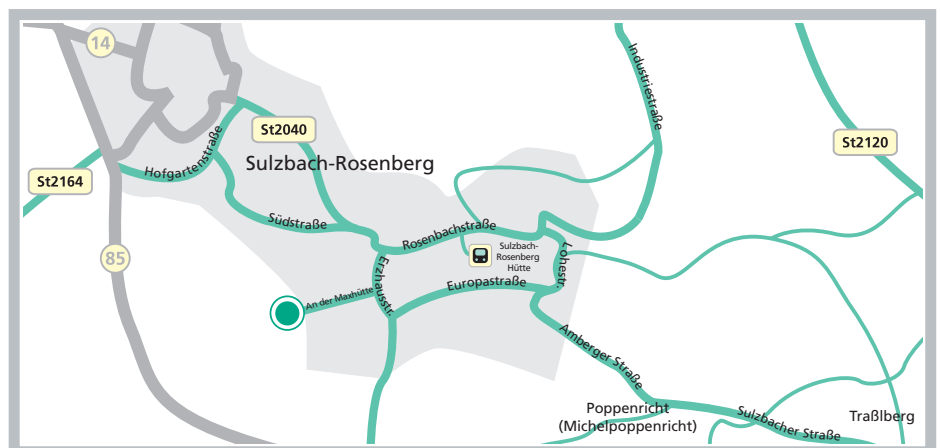 14
Industriestraße
St2040
St2120
Hofgartenstraße
Sulzbach-Rosenberg
St2164
Südstraße
Rosenbachstraße
85
Sulzbach-
Rosenberg
Hütte
Lohestr.
Erzhausstr.
Europastraße
An der Maxhütte
Amberger Straße
Poppenricht
(Michelpoppenricht)
Sulzbacher Straße
Traßlberg